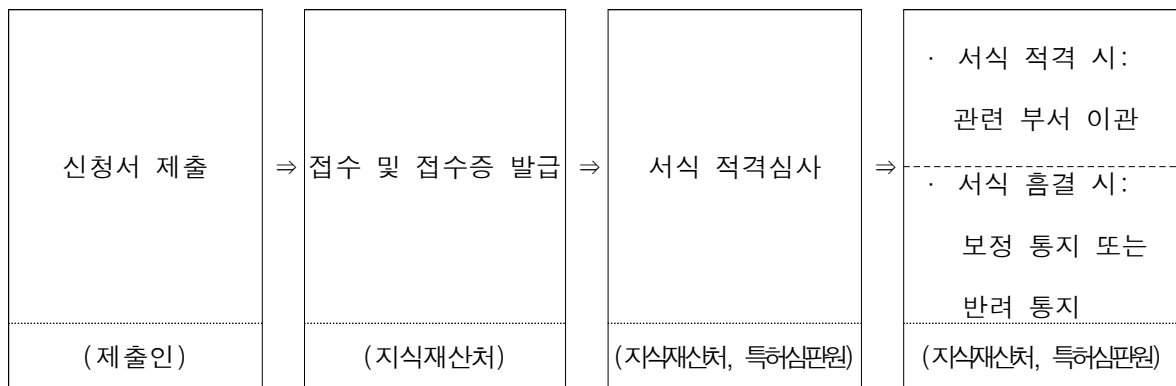 신청서 제출
(제출인)
⇒
접수 및 접수증 발급
(지식재산처)
⇒
서식 적격심사
(지식재산처, 특허심판원)
⇒
· 서식 적격 시:
관련 부서 이관
· 서식 흠결 시:
보정 통지 또는
반려 통지
(지식재산처, 특허심판원)